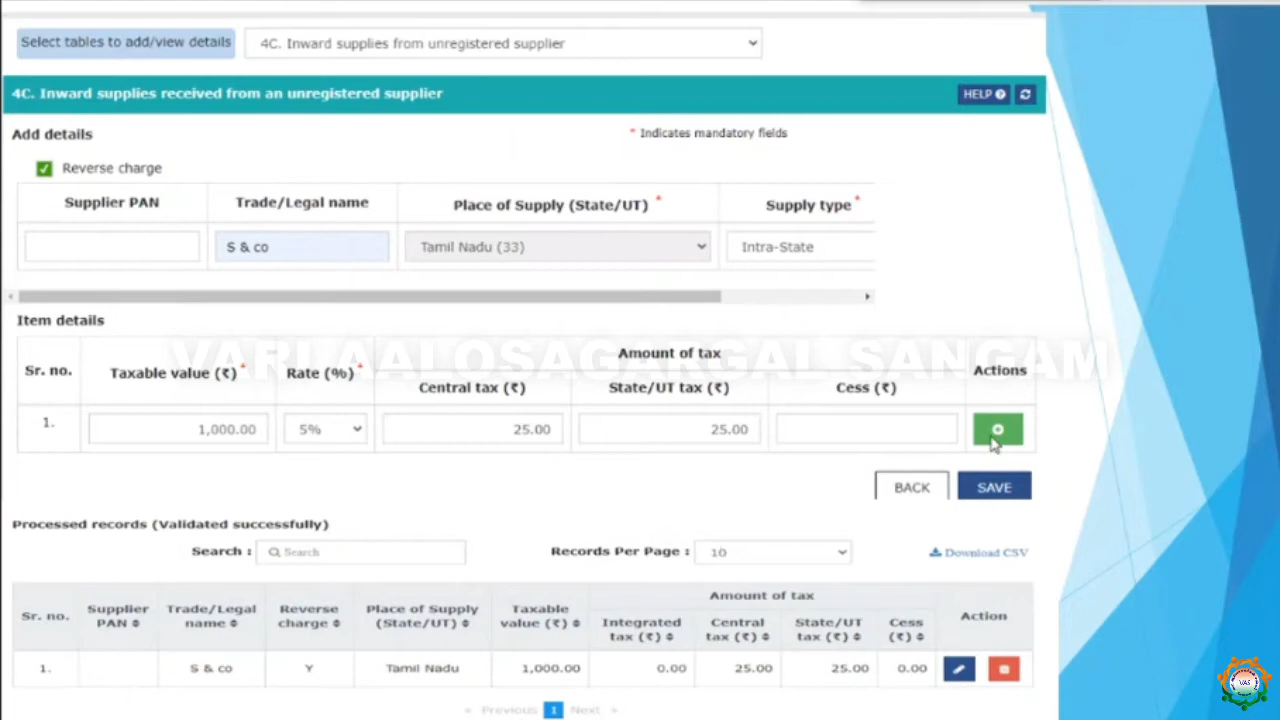 Select tables to add/view details 4C. Inward supplies from unregistered supplier
4C. Inward supplies received from an unregistered supplier HELP
Add details * Indicates mandatory fields
Reverse charge
Supplier PAN Trade/Legal name Place of Supply (State/UT) * Supply type *
S & co Tamil Nadu (33) Intra-State
Item details
VARI AALOSAGARGAL SANGAM
Amount of tax
Sr. no. Taxable value (₹) * Rate (%) * Actions
Central tax (₹) State/UT tax (₹) Cess (₹)
1. 1,000.00 5% 25.00 25.00
BACK SAVE
Processed records (Validated successfully)
Search : Search Records Per Page : 10 Download CSV
Amount of tax
Sr. no. Supplier PAN Trade/Legal name Reverse charge Place of Supply (State/UT) Taxable value (₹) Integrated tax (₹) Central tax (₹) State/UT tax (₹) Cess (₹) Action
1. S & co Y Tamil Nadu 1,000.00 0.00 25.00 25.00 0.00
« Previous 1 Next »
VAS